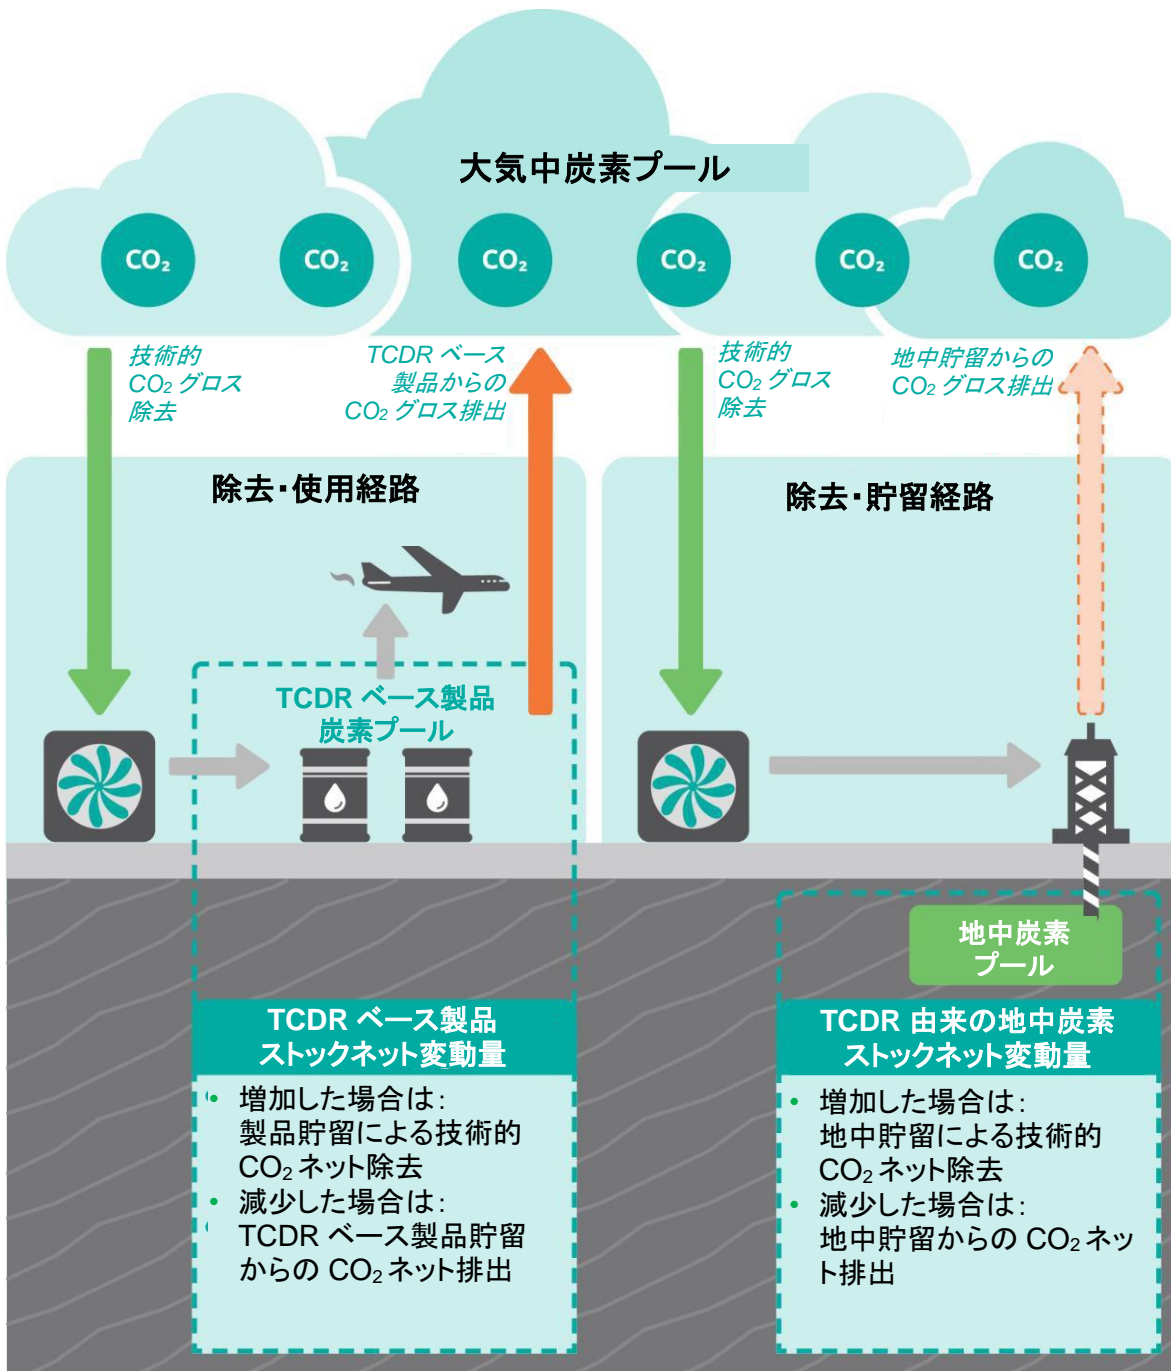 大気中炭素プール
CO₂
CO₂
CO₂
CO₂
CO₂
CO₂
技術的
CO₂ グロス
除去
TCDR ベース
製品からの
CO₂ グロス排出
技術的
CO₂ グロス
除去
地中貯留からの
CO₂ グロス排出
除去・使用経路
TCDR ベース製品
炭素プール
除去・貯留経路
地中炭素
プール
TCDR ベース製品
ストックネット変動量
• 増加した場合は：
製品貯留による技術的
CO₂ ネット除去
• 減少した場合は：
TCDR ベース製品貯留
からの CO₂ ネット排出
TCDR 由来の地中炭素
ストックネット変動量
• 増加した場合は：
地中貯留による技術的
CO₂ ネット除去
• 減少した場合は：
地中貯留からの CO₂ ネッ
ト排出